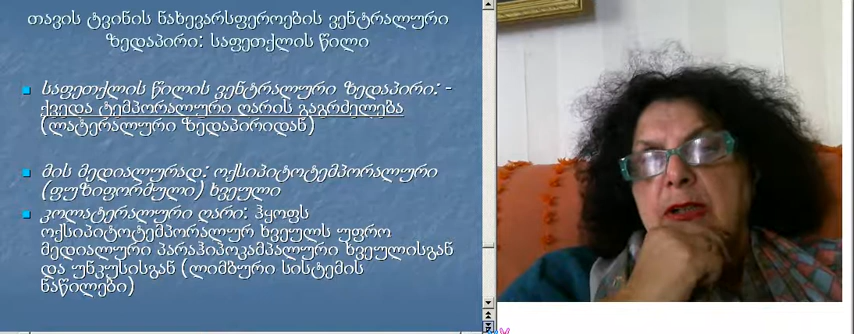 თავის ტვინის ნახევარსფეროების ვენტრალური
ზედაპირი: საფეთქლის წილი
საფეთქლის წილის ვენტრალური ზედაპირი: -
ქვედა ტემპორალური ღარის გაგრძელება
(ლატერალური ზედაპირიდან)
მის მედიალურად: ოქსიპიტოტემპორალური
(ფუზიფორმული) ხვეული
კოლატერალური ღარი: ჰყოფს
ოქსიპიტოტემპორალურ ხვეულს უფრო
მედიალური პარაჰიპოკამპალური ხვეულისგან
და უნკუსისგან (ლიმბური სისტემის
ნაწილები)